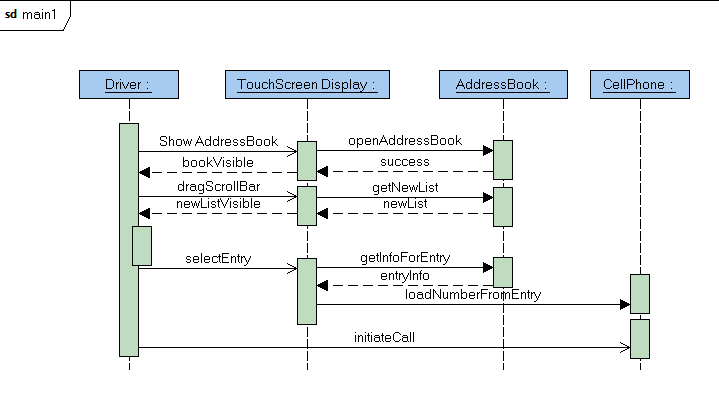 sd main1
Driver :
TouchScreen Display :
AddressBook :
CellPhone :
Show AddressBook
openAddressBook
bookVisible
success
dragScrollBar
getNewList
newListVisible
newList
selectEntry
getInfoForEntry
entryInfo
loadNumberFromEntry
initiateCall